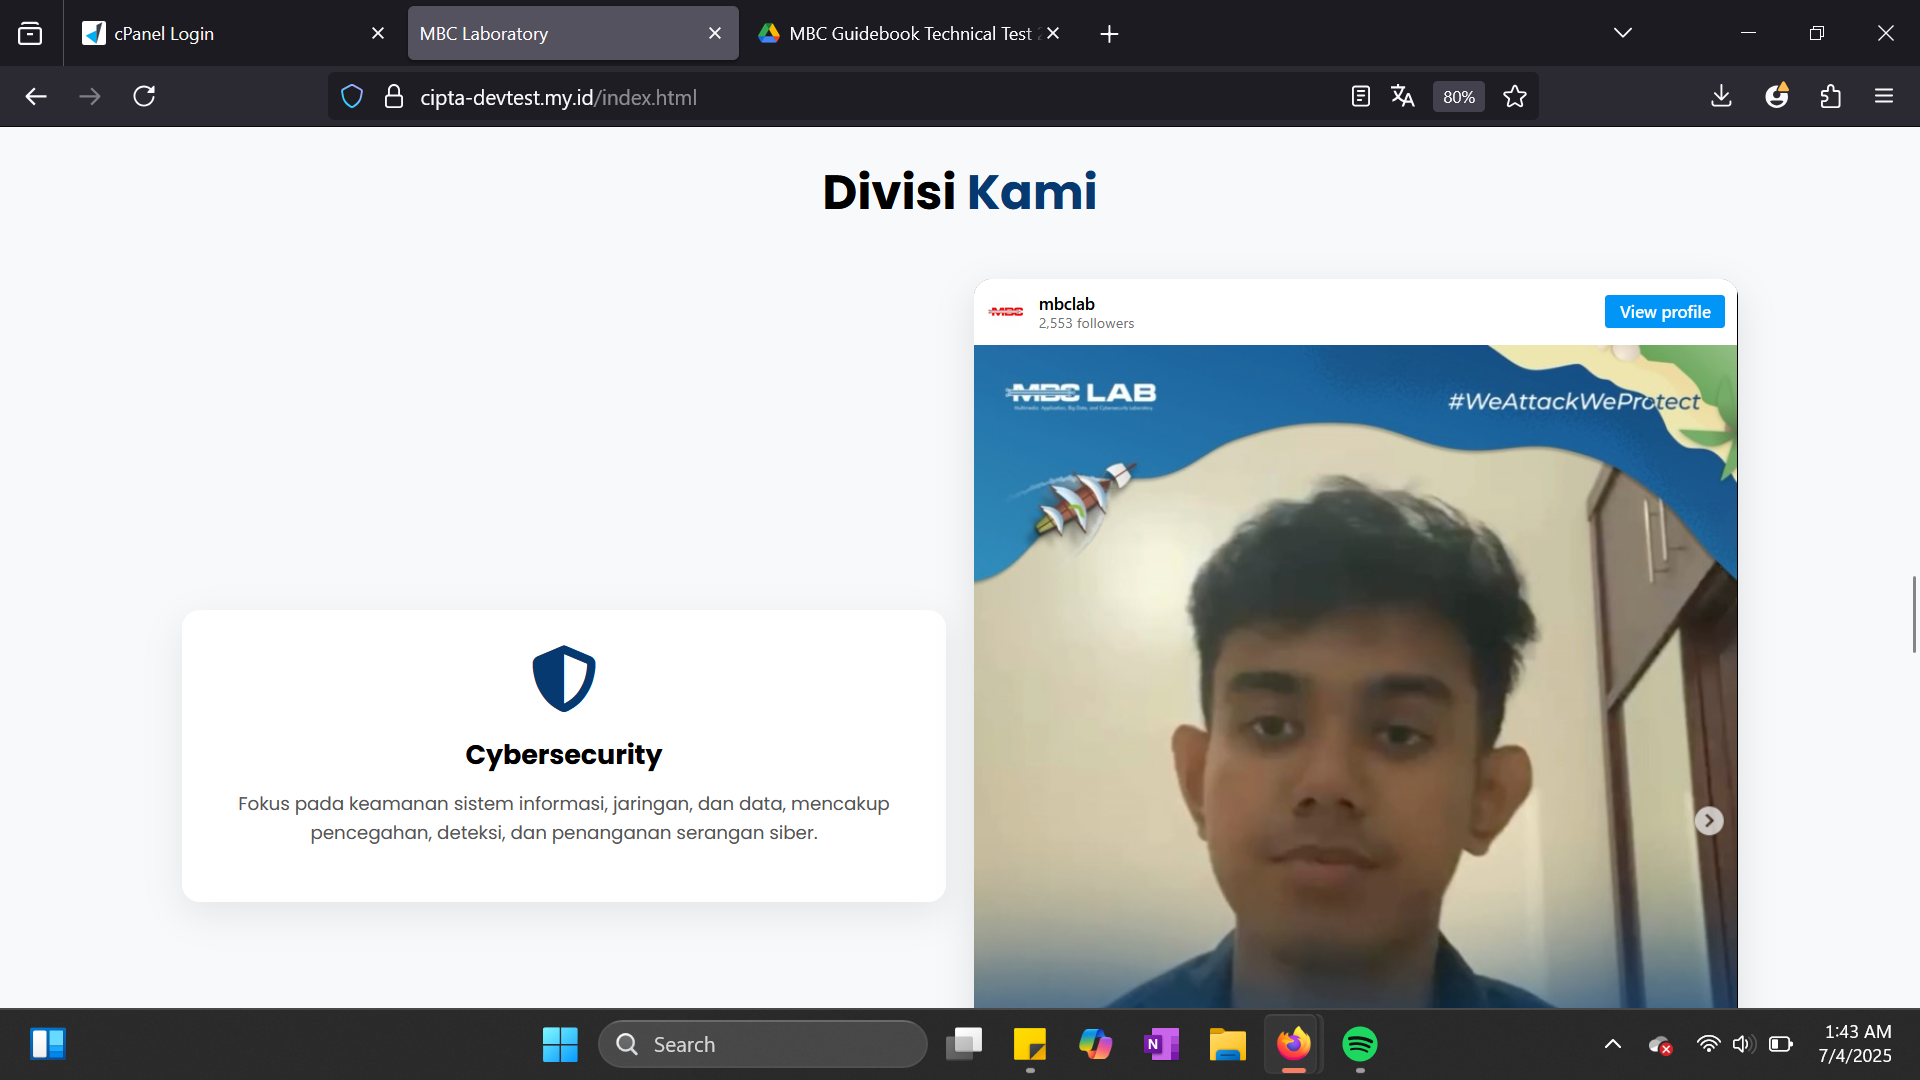 cPanel Login
MBC Laboratory
MBC Guidebook Technical Test
cipta-devtest.my.id/index.html
80%
Divisi Kami
mbclab
2,553 followers
View profile
MBC
MBC LAB
#WeAttackWeProtect
Cybersecurity
Fokus pada keamanan sistem informasi, jaringan, dan data, mencakup
pencegahan, deteksi, dan penanganan serangan siber.
Search
N
1:43 AM
7/4/2025